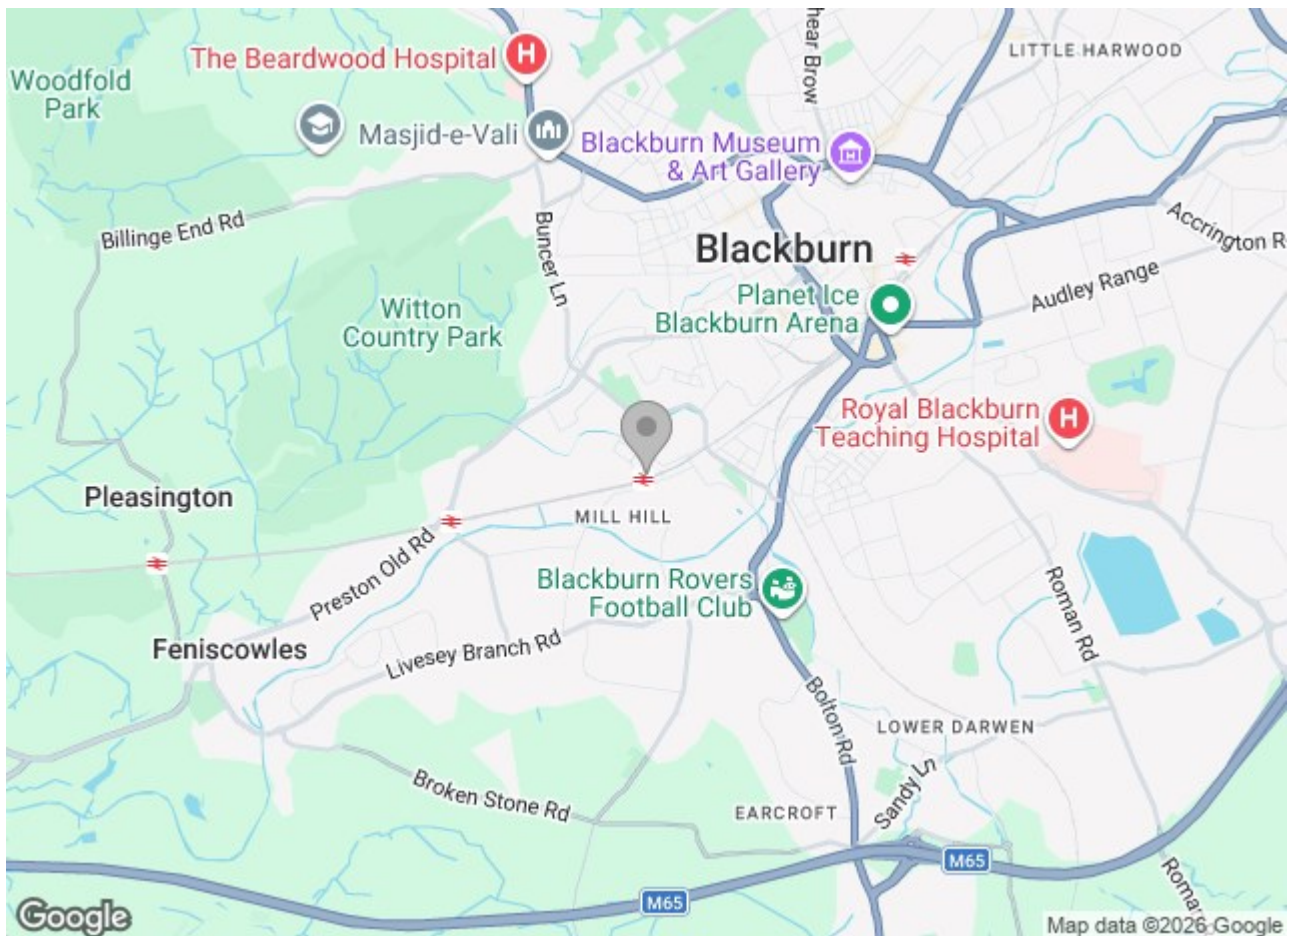 hear Brow
LITTLE HARWOOD
The Beardwood Hospital
H
Woodfold
Park
Masjid-e-Vali
Blackburn Museum
& Art Gallery
Billinge End Rd
Buncer Ln
Accrington R
Blackburn
Audley Range
Planet Ice
Blackburn Arena
Witton
Country Park
Royal Blackburn
Teaching Hospital
H
Pleasington
MILL HILL
Preston Old Rd
Blackburn Rovers
Football Club
Roman Rd
Feniscowles
Livesey Branch Rd
Bolton Rd
LOWER DARWEN
Sandy Ln
Broken Stone Rd
EARCROFT
M65
M65
Roma
Google
Map data ©2026 Google